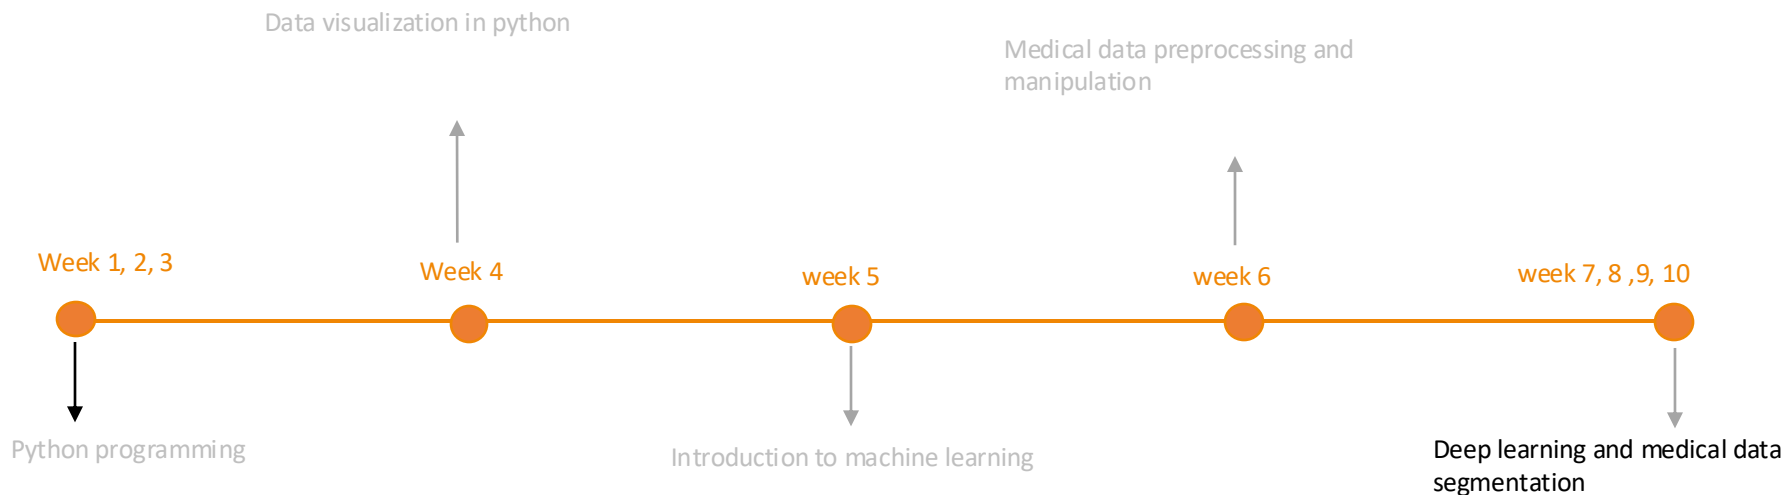 Data visualization in python
Medical data preprocessing and
manipulation
Week 1, 2, 3
Week 4
week 5
week 6
week 7, 8 ,9, 10
Python programming
Introduction to machine learning
Deep learning and medical data
segmentation